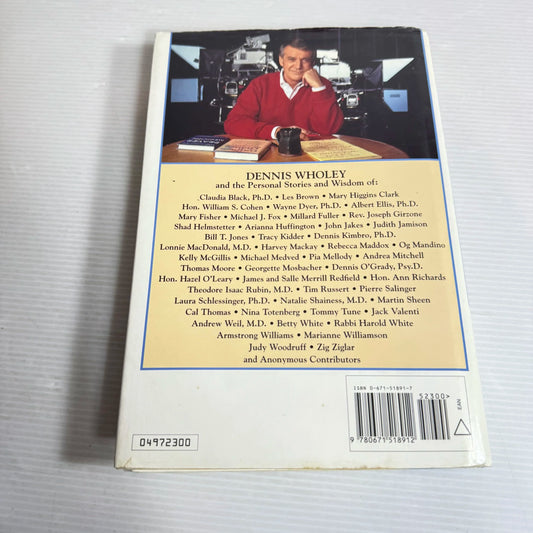 DENNIS WHOLEY
and the Personal Stories and Wisdom of:
Claudia Black, Ph.D. • Les Brown • Mary Higgins Clark
Hon. William S. Cohen • Wayne Dyer, Ph.D. • Albert Ellis, Ph.D.
Mary Fisher • Michael J. Fox • Millard Fuller • Rev. Joseph Girzone
Shad Helmstetter • Arianna Huffington • John Jakes • Judith Jamison
Bill T. Jones • Tracy Kidder • Dennis Kimbro, Ph.D.
Lonnie MacDonald, M.D. • Harvey Mackay • Rebecca Maddox • Og Mandino
Kelly McGillis • Michael Medved • Pia Mellody • Andrea Mitchell
Thomas Moore • Georgette Mosbacher • Dennis O'Grady, Psy.D.
Hon. Hazel O'Leary • James and Salle Merrill Redfield • Hon. Ann Richards
Theodore Isaac Rubin, M.D. • Tim Russert • Pierre Salinger
Laura Schlessinger, Ph.D. • Natalie Shainess, M.D. • Martin Sheen
Cal Thomas • Nina Totenberg • Tommy Tune • Jack Valenti
Andrew Weil, M.D. • Betty White • Rabbi Harold White
Armstrong Williams • Marianne Williamson
Judy Woodruff • Zig Ziglar
and Anonymous Contributors
ISBN 0-671-51891-7
52300>
EAN
9 780671 518912
04972300